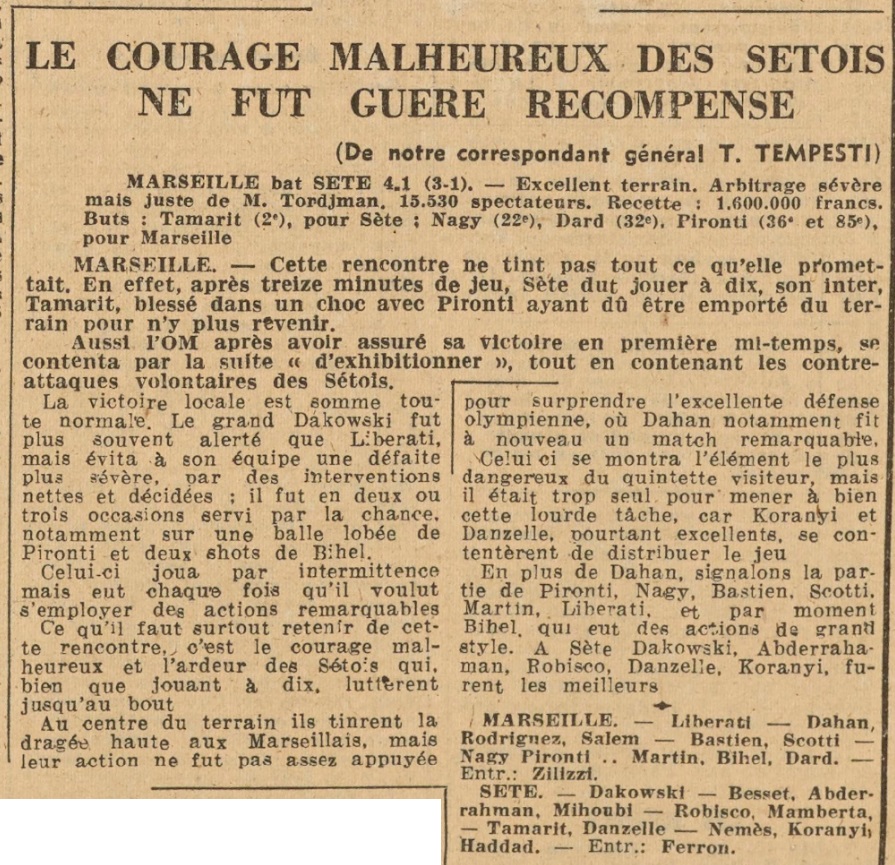 LE COURAGE MALHEUREUX DES SETOIS
NE FUT GUERE RECOMPENSE
(De notre correspondant général T. TEMPESTI)
MARSEILLE bat SETE 4.1 (3-1). — Excellent terrain. Arbitrage sévère
mais juste de M. Tordjman. 15.530 spectateurs. Recette : 1.600.000 francs.
Buts : Tamarit (2e), pour Sète ; Nagy (22e), Dard (32e), Pironti (36e et 85e),
pour Marseille
MARSEILLE. — Cette rencontre ne tint pas tout ce qu'elle promet-
tait. En effet, après treize minutes de jeu, Sète dut jouer à dix, son inter,
Tamarit, blessé dans un choc avec Pironti ayant dû être emporté du ter-
rain pour n'y plus revenir.
Aussi l'OM après avoir assuré sa victoire en première mi-temps, se
contenta par la suite « d'exhibitionner », tout en contenant les contre-
attaques volontaires des Sétois.
La victoire locale est somme tou-
te normale. Le grand Dakowski fut
plus souvent alerté que Liberati,
mais évita à son équipe une défaite
plus sévère, par des interventions
nettes et décidées ; il fut en deux ou
trois occasions servi par la chance,
notamment sur une balle lobée de
Pironti et deux shots de Bihel.
Celui-ci joua par intermittence
mais eut chaque fois qu'il voulut
s'employer des actions remarquables
Ce qu'il faut surtout retenir de cet-
te rencontre, c'est le courage mal-
heureux et l'ardeur des Sétois qui,
bien que jouant à dix, luttèrent
jusqu'au bout
Au centre du terrain ils tinrent la
dragée haute aux Marseillais, mais
leur action ne fut pas assez appuyée
pour surprendre l'excellente défense
olympienne, où Dahan notamment fit
à nouveau un match remarquable.
Celui ci se montra l'élément le plus
dangereux du quintette visiteur, mais
il était trop seul pour mener à bien
cette lourde tâche, car Koranyi et
Danzelle, pourtant excellents, se con-
tentèrent de distribuer le jeu
En plus de Dahan, signalons la par-
tie de Pironti, Nagy, Bastien, Scotti,
Martin, Liberati, et par moment
Bihel, qui eut des actions de grand
style. A Sète Dakowski, Abderraha-
man, Robisco, Danzelle, Koranyi, fu-
rent les meilleurs
MARSEILLE. — Liberati — Dahan,
Rodriguez, Salem — Bastien, Scotti —
Nagy Pironti .. Martin, Bihel, Dard. —
Entr.: Zilizzi.
SETE. — Dakowski — Besset, Abder-
rahman, Mihoubi — Robisco, Mamberta,
— Tamarit, Danzelle — Nemès, Koranyi,
Haddad. — Entr.: Ferron.